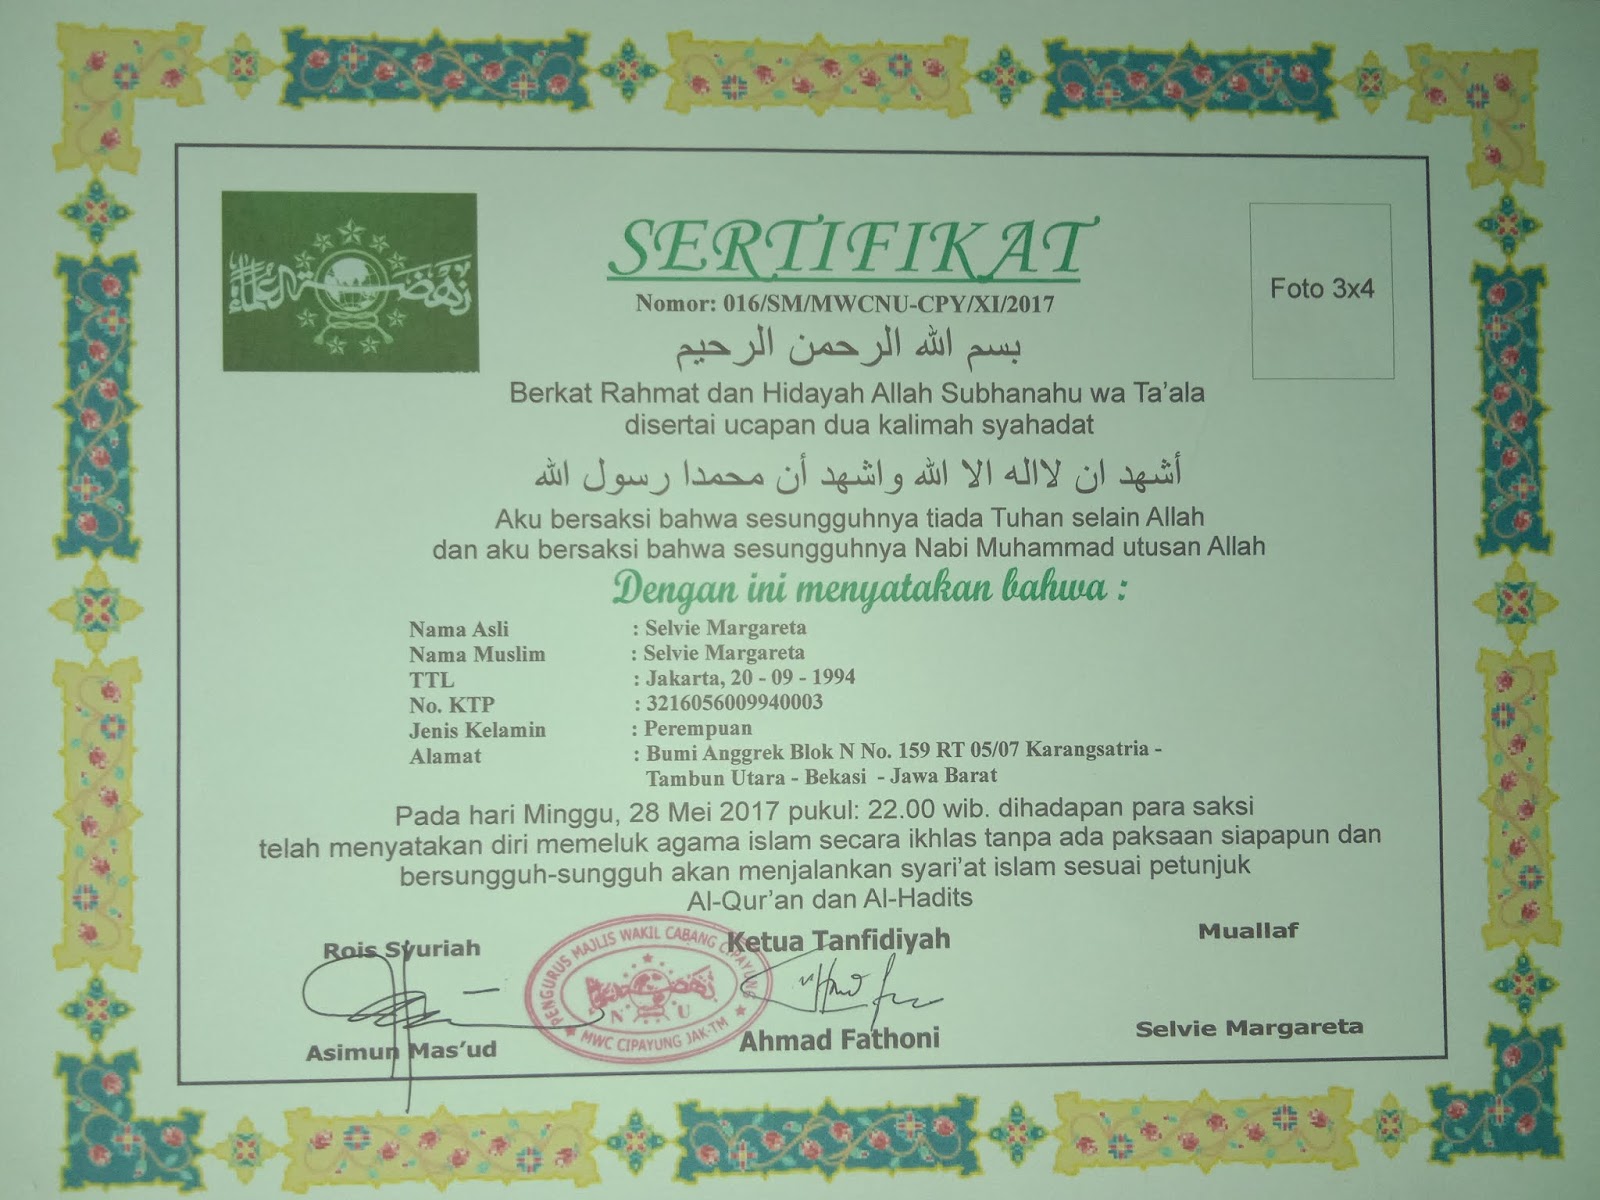 نهضة العلماء
SERTIFIKAT
Nomor: 016/SM/MWCNU-CPY/XI/2017
Foto 3x4
بسم الله الرحمن الرحيم
Berkat Rahmat dan Hidayah Allah Subhanahu wa Ta'ala
disertai ucapan dua kalimah syahadat
أشهد ان لااله الا الله واشهد أن محمدا رسول الله
Aku bersaksi bahwa sesungguhnya tiada Tuhan selain Allah
dan aku bersaksi bahwa sesungguhnya Nabi Muhammad utusan Allah
Dengan ini menyatakan bahwa :
Nama Asli : Selvie Margareta
Nama Muslim : Selvie Margareta
TTL : Jakarta, 20 - 09 - 1994
No. KTP : 3216056009940003
Jenis Kelamin : Perempuan
Alamat : Bumi Anggrek Blok N No. 159 RT 05/07 Karangsatria -
Tambun Utara - Bekasi - Jawa Barat
Pada hari Minggu, 28 Mei 2017 pukul: 22.00 wib. dihadapan para saksi
telah menyatakan diri memeluk agama islam secara ikhlas tanpa ada paksaan siapapun dan
bersungguh-sungguh akan menjalankan syari'at islam sesuai petunjuk
Al-Qur'an dan Al-Hadits
Rois Syuriah
Ketua Tanfidiyah
Muallaf
PENGURUS MAJLIS WAKIL CABANG CIPAYUNG
نهضة العلماء
N U
MWC CIPAYUNG JAK-TM
Asimun Mas'ud
Ahmad Fathoni
Selvie Margareta